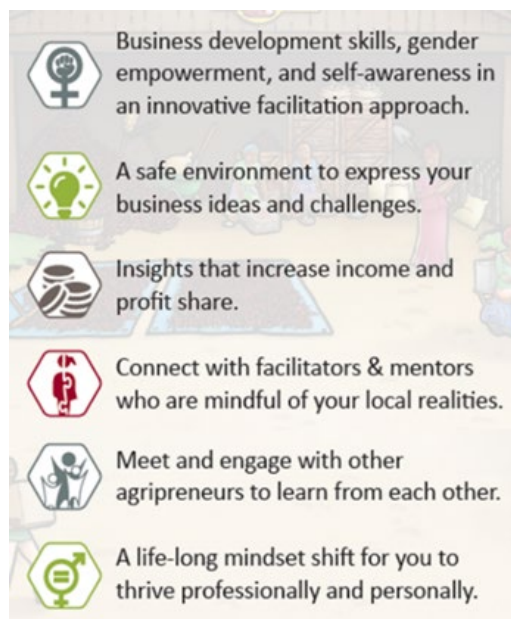 Business development skills, gender
empowerment, and self-awareness in
an innovative facilitation approach.
A safe environment to express your
business ideas and challenges.
Insights that increase income and
profit share.
Connect with facilitators & mentors
who are mindful of your local realities.
Meet and engage with other
agripreneurs to learn from each other.
A life-long mindset shift for you to
thrive professionally and personally.